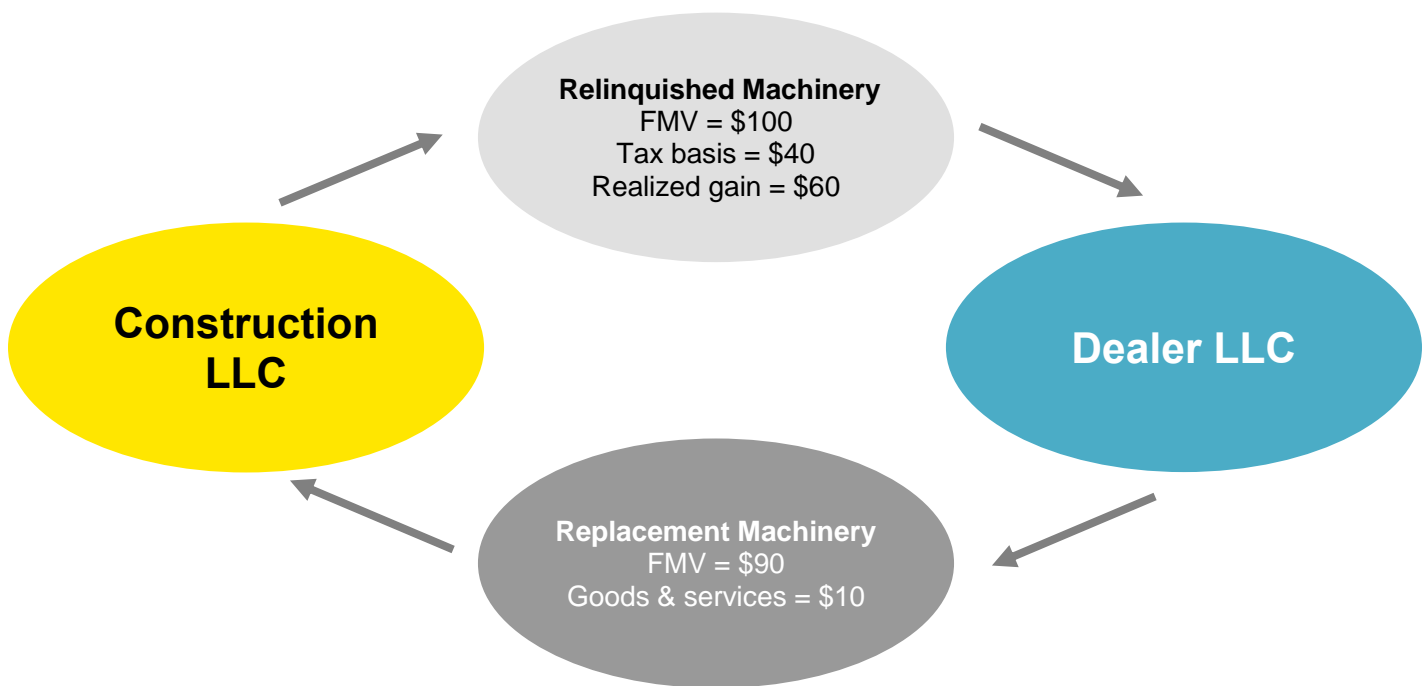 Relinquished Machinery
FMV = $100
Tax basis = $40
Realized gain = $60
Construction
LLC
Dealer LLC
Replacement Machinery
FMV = $90
Goods & services = $10